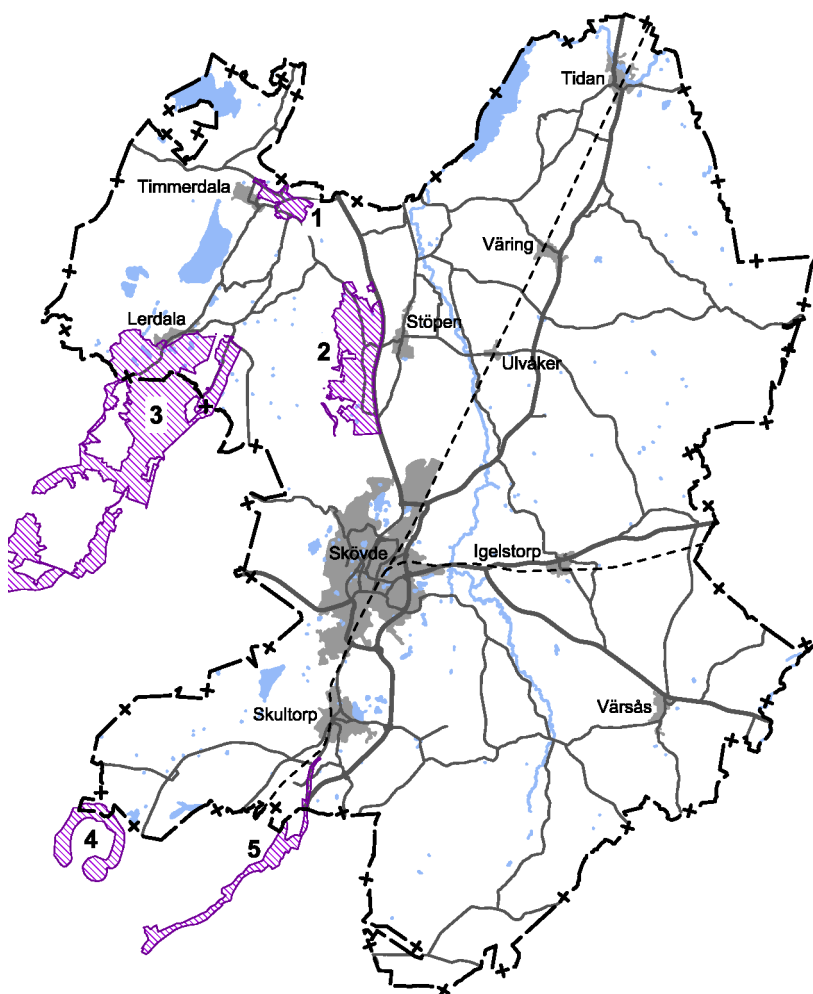 Tidan
Timmerdala
1
Väring
Lerdala
Stöpen
2
Ulvåker
3
Skövde
Igelstorp
Skultorp
Värsås
4
5